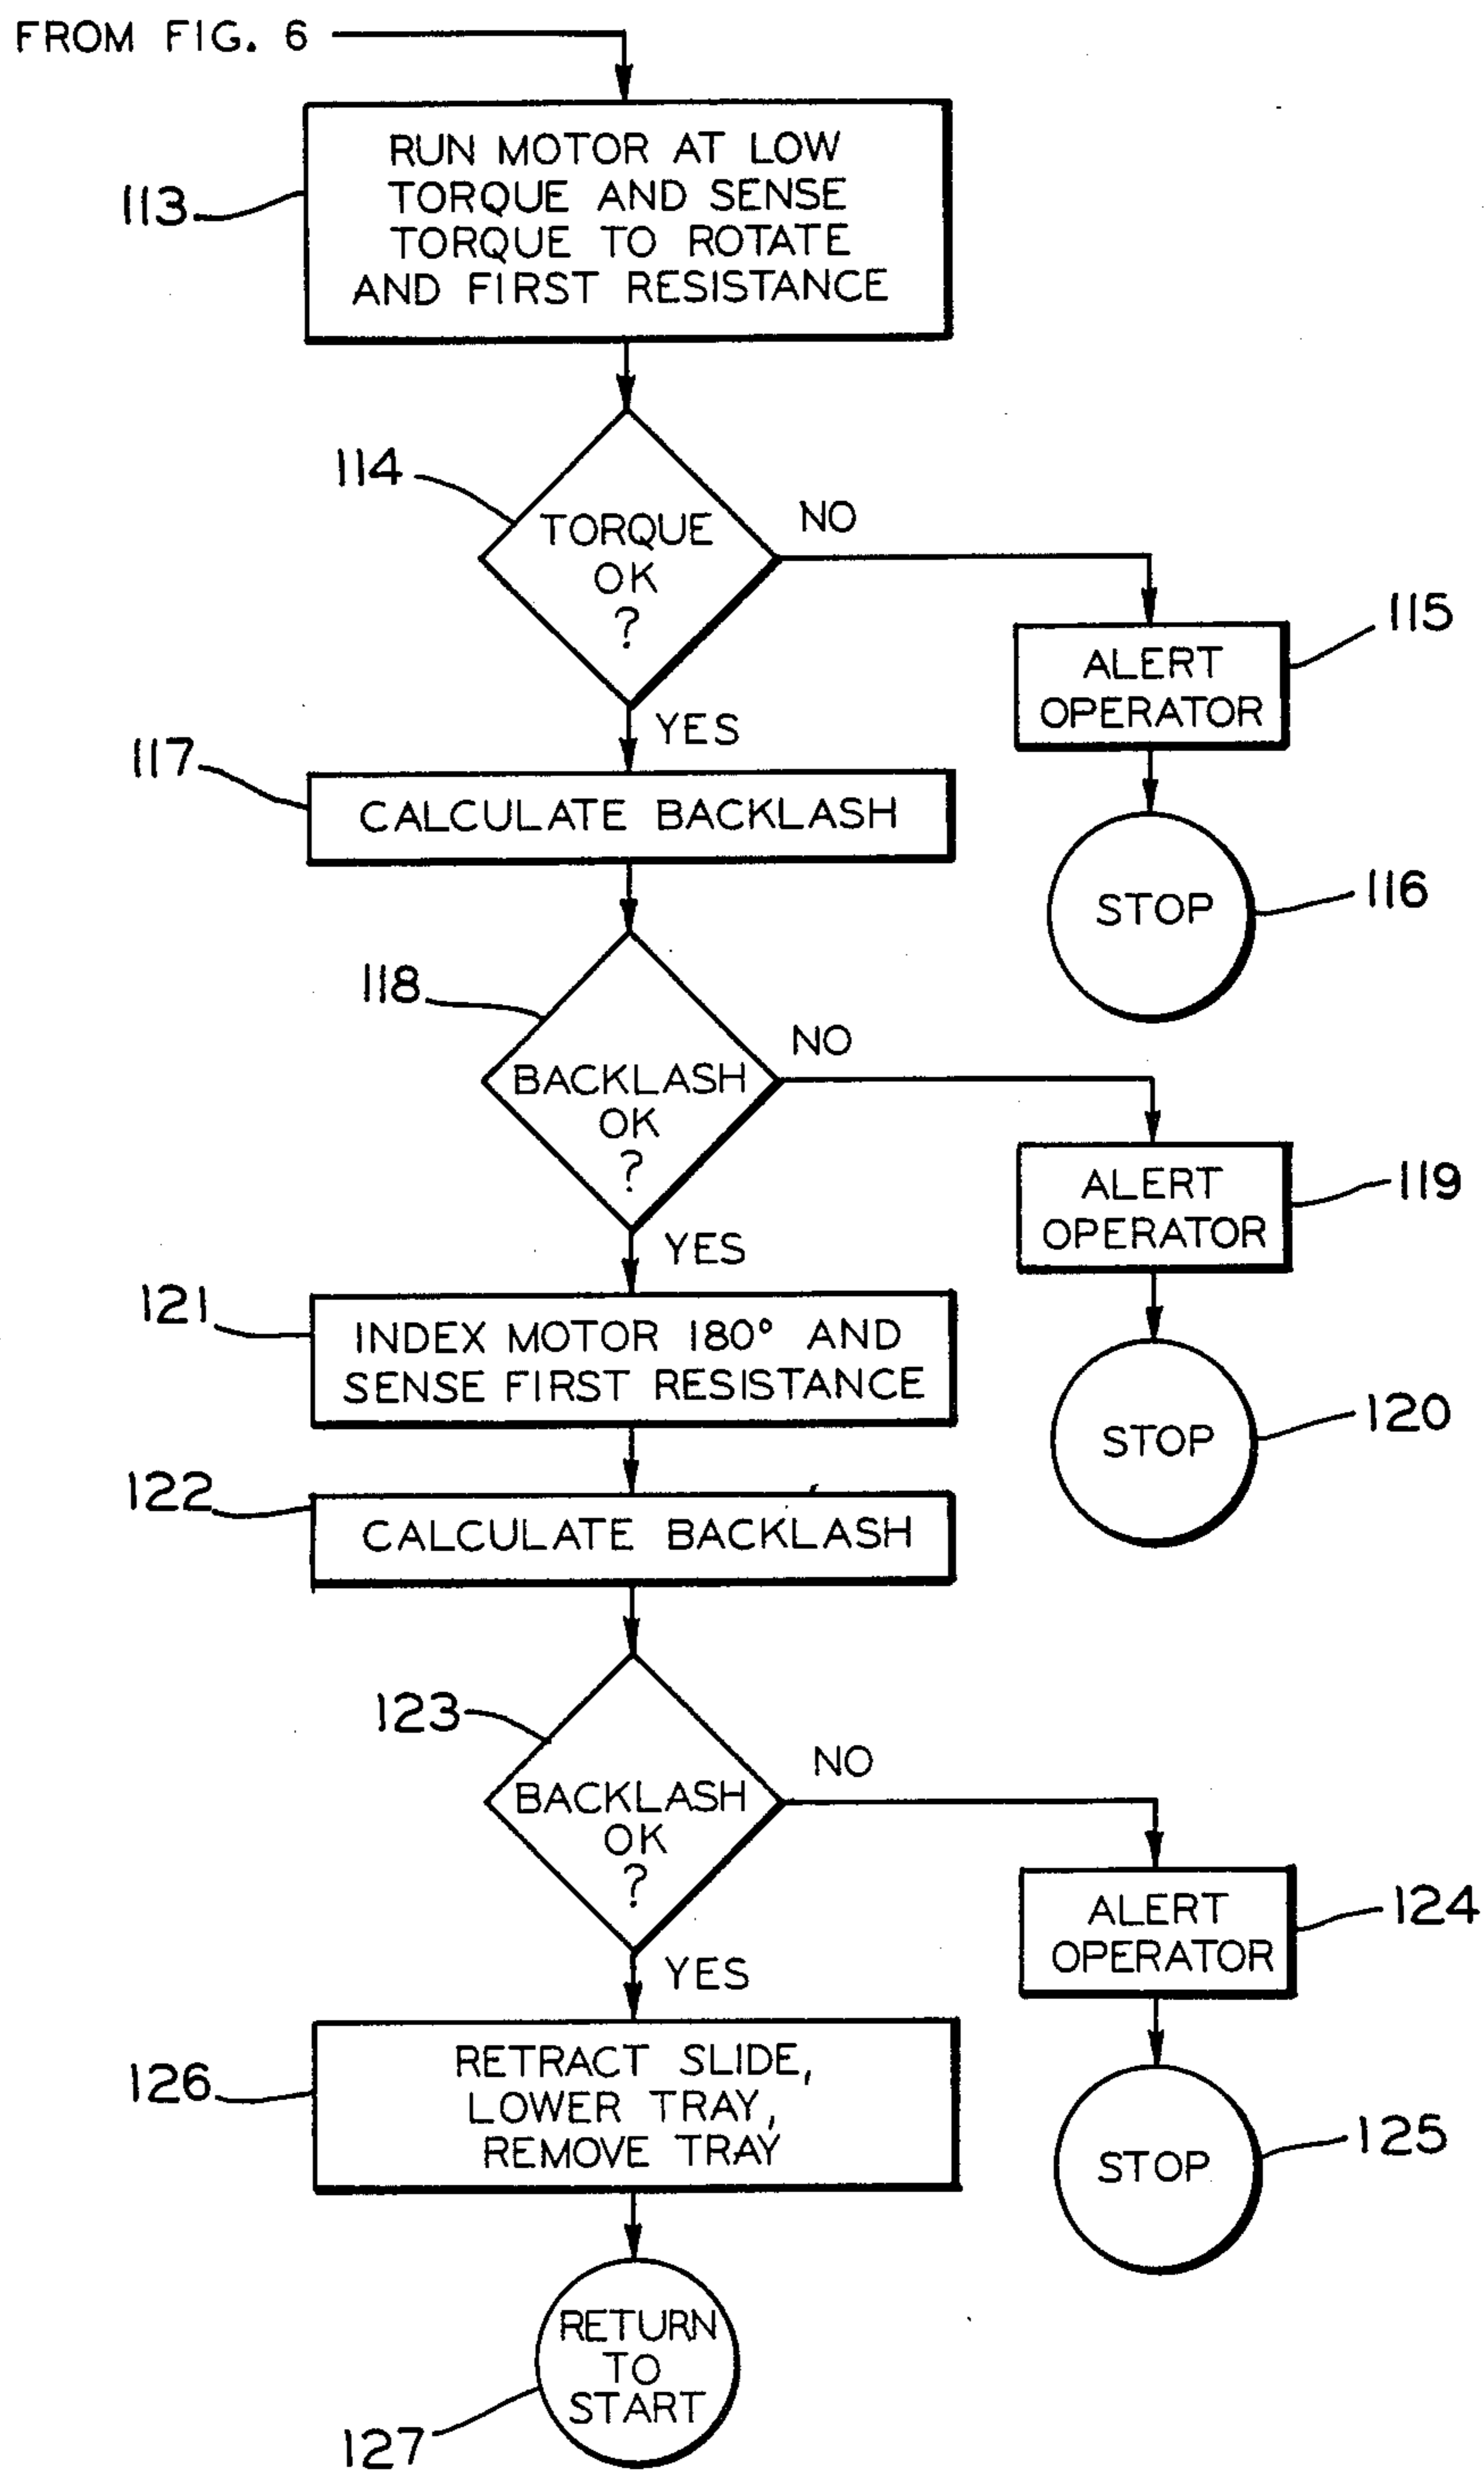 FROM FIG. 6
RUN MOTOR AT LOW
TORQUE AND SENSE
TORQUE TO ROTATE
AND FIRST RESISTANCE
113
114
TORQUE
OK
?
NO
115
ALERT
OPERATOR
YES
117
CALCULATE BACKLASH
STOP
116
118
BACKLASH
OK
?
NO
119
ALERT
OPERATOR
YES
121
INDEX MOTOR 180° AND
SENSE FIRST RESISTANCE
STOP
120
122
CALCULATE BACKLASH
123
BACKLASH
OK
?
NO
124
ALERT
OPERATOR
YES
126
RETRACT SLIDE,
LOWER TRAY,
REMOVE TRAY
STOP
125
RETURN
TO
START
127